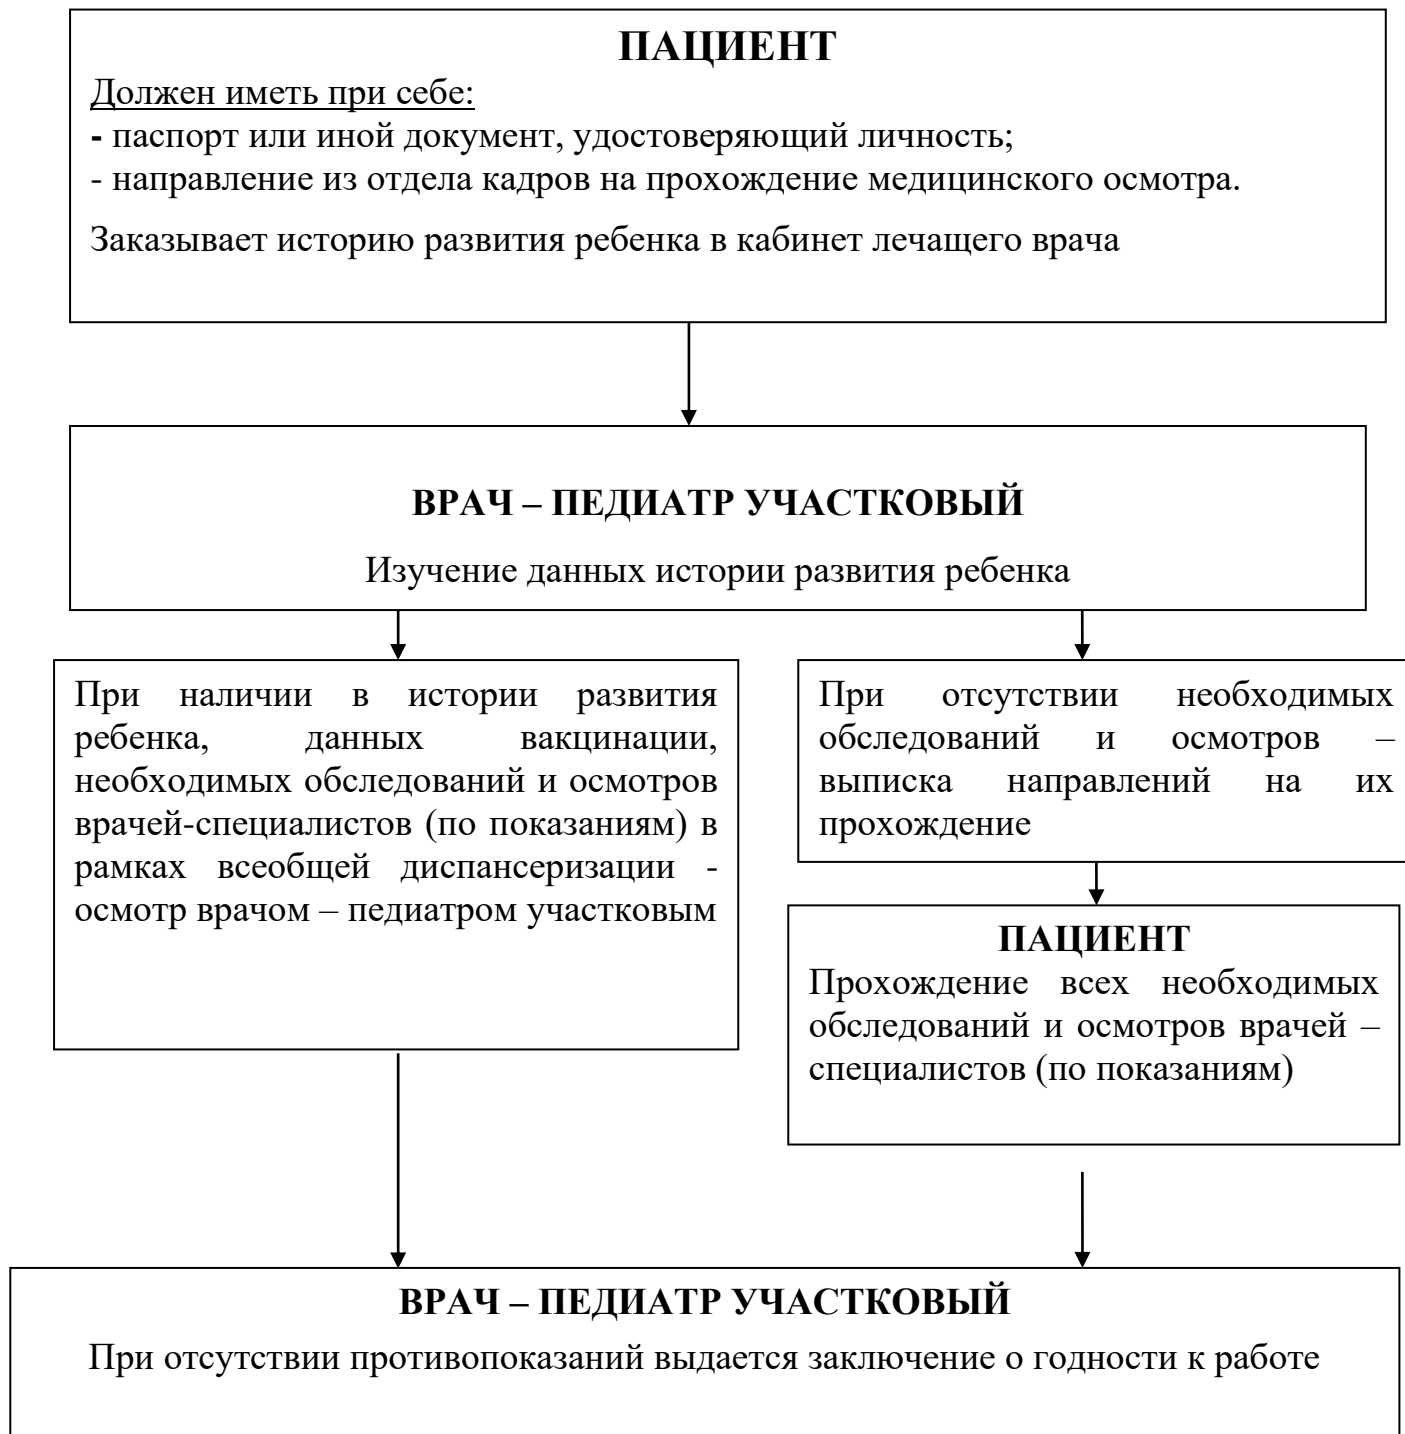 ПАЦИЕНТ
Должен иметь при себе:
- паспорт или иной документ, удостоверяющий личность;
- направление из отдела кадров на прохождение медицинского осмотра.
Заказывает историю развития ребенка в кабинет лечащего врача
ВРАЧ – ПЕДИАТР УЧАСТКОВЫЙ
Изучение данных истории развития ребенка
При наличии в истории развития
ребенка, данных вакцинации,
необходимых обследований и осмотров
врачей-специалистов (по показаниям) в
рамках всеобщей диспансеризации -
осмотр врачом – педиатром участковым
При отсутствии необходимых
обследований и осмотров –
выписка направлений на их
прохождение
ПАЦИЕНТ
Прохождение всех необходимых
обследований и осмотров врачей –
специалистов (по показаниям)
ВРАЧ – ПЕДИАТР УЧАСТКОВЫЙ
При отсутствии противопоказаний выдается заключение о годности к работе